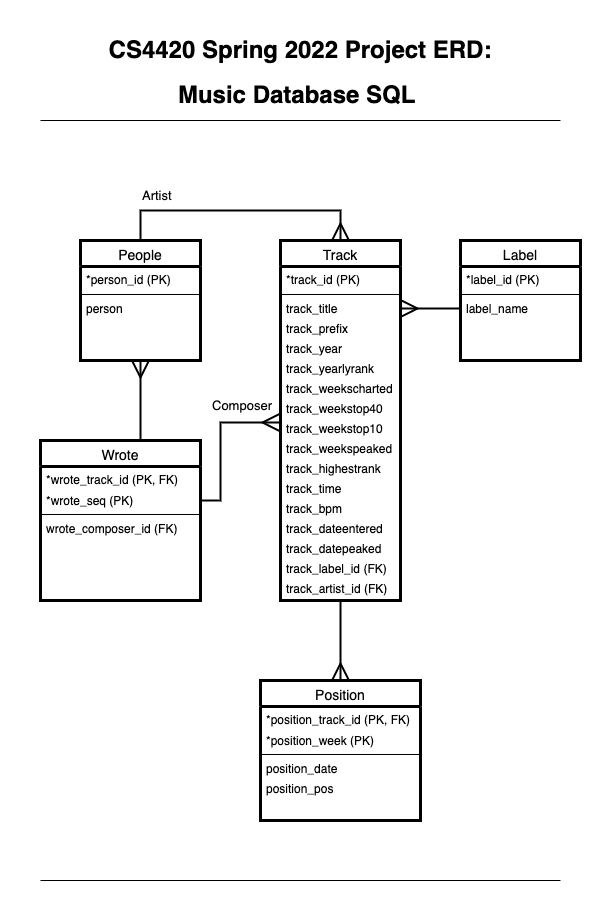 CS4420 Spring 2022 Project ERD:
Music Database SQL
Artist
People
*person_id (PK)
person
Track
*track_id (PK)
track_title
track_prefix
track_year
track_yearlyrank
track_weekscharted
track_weekstop40
track_weekstop10
track_weekspeaked
track_highestrank
track_time
track_bpm
track_dateentered
track_datepeaked
track_label_id (FK)
track_artist_id (FK)
Label
*label_id (PK)
label_name
Composer
Wrote
*wrote_track_id (PK, FK)
*wrote_seq (PK)
wrote_composer_id (FK)
Position
*position_track_id (PK, FK)
*position_week (PK)
position_date
position_pos